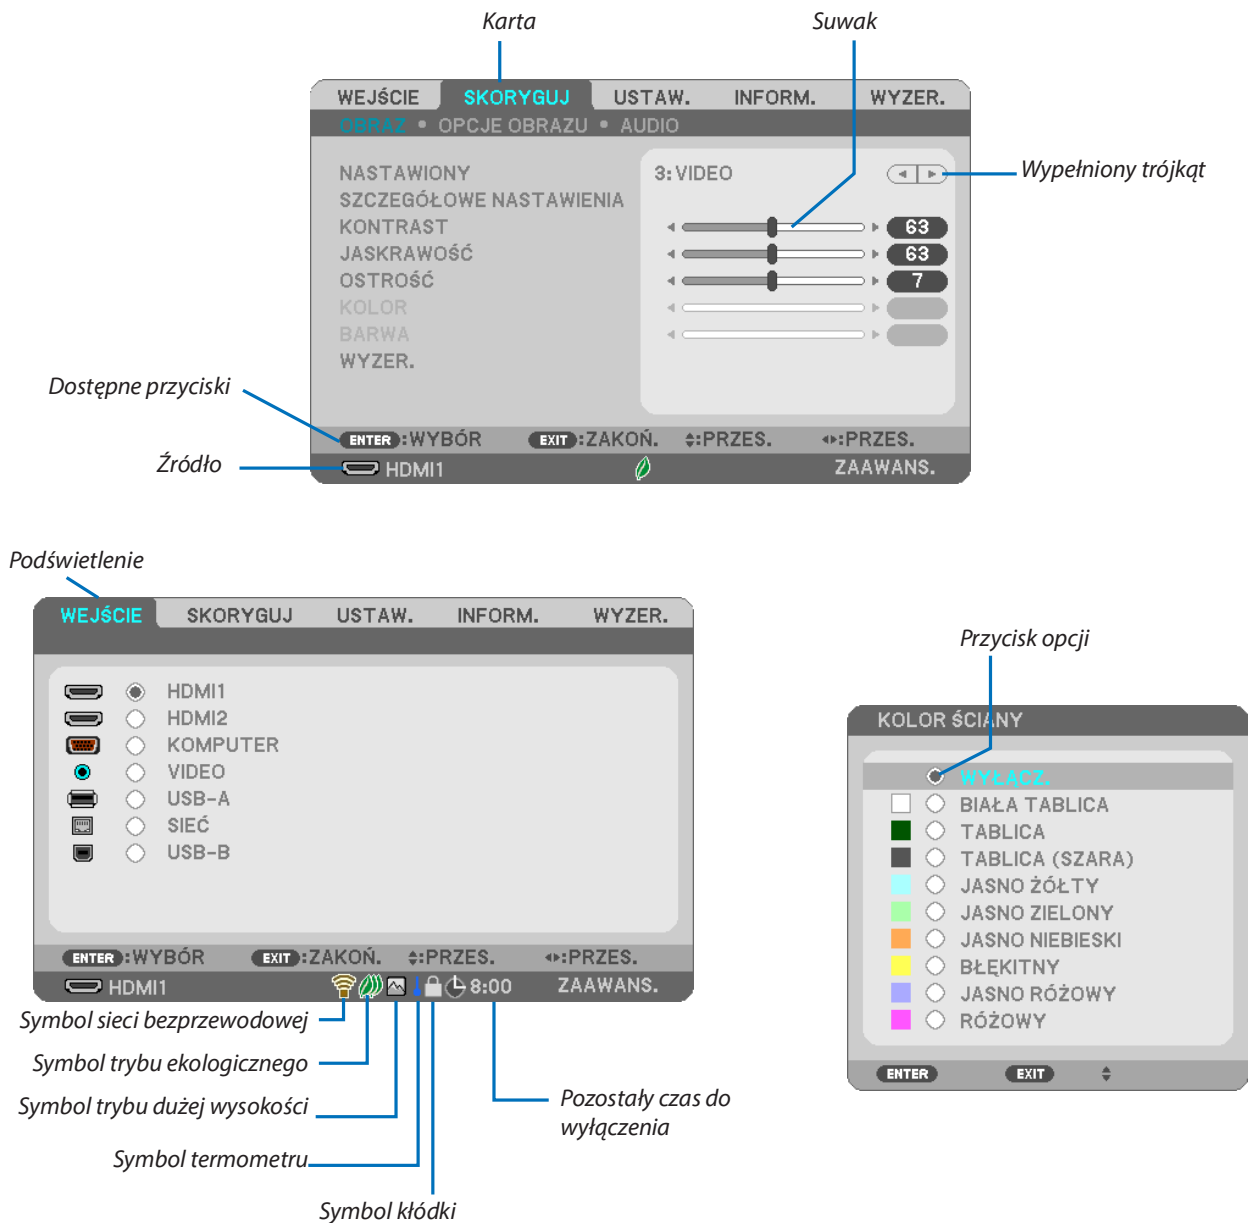 Karta
Suwak
WEJŚCIE SKORYGUJ USTAW. INFORM. WYZER.
OBRAZ • OPCJE OBRAZU • AUDIO
NASTAWIONY 3:VIDEO
Wypełniony trójkąt
SZCZEGÓŁOWE NASTAWIENIA
KONTRAST 63
JASKRAWOŚĆ 63
OSTROŚĆ 7
KOLOR
BARWA
WYZER.
Dostępne przyciski
ENTER :WYBÓR EXIT :ZAKOŃ. :PRZES. :PRZES.
Źródło
HDMI1 ZAAWANS.
Podświetlenie
WEJŚCIE SKORYGUJ USTAW. INFORM. WYZER.
HDMI1
HDMI2
KOMPUTER
VIDEO
USB-A
SIEĆ
USB-B
ENTER :WYBÓR EXIT :ZAKOŃ. :PRZES. :PRZES.
HDMI1 8:00 ZAAWANS.
Symbol sieci bezprzewodowej
Symbol trybu ekologicznego
Symbol trybu dużej wysokości
Symbol termometru
Symbol kłódki
Pozostały czas do
wyłączenia
Przycisk opcji
KOLOR ŚCIANY
WYŁĄCZ.
BIAŁA TABLICA
TABLICA
TABLICA (SZARA)
JASNO ŻÓŁTY
JASNO ZIELONY
JASNO NIEBIESKI
BŁĘKITNY
JASNO RÓŻOWY
RÓŻOWY
ENTER EXIT